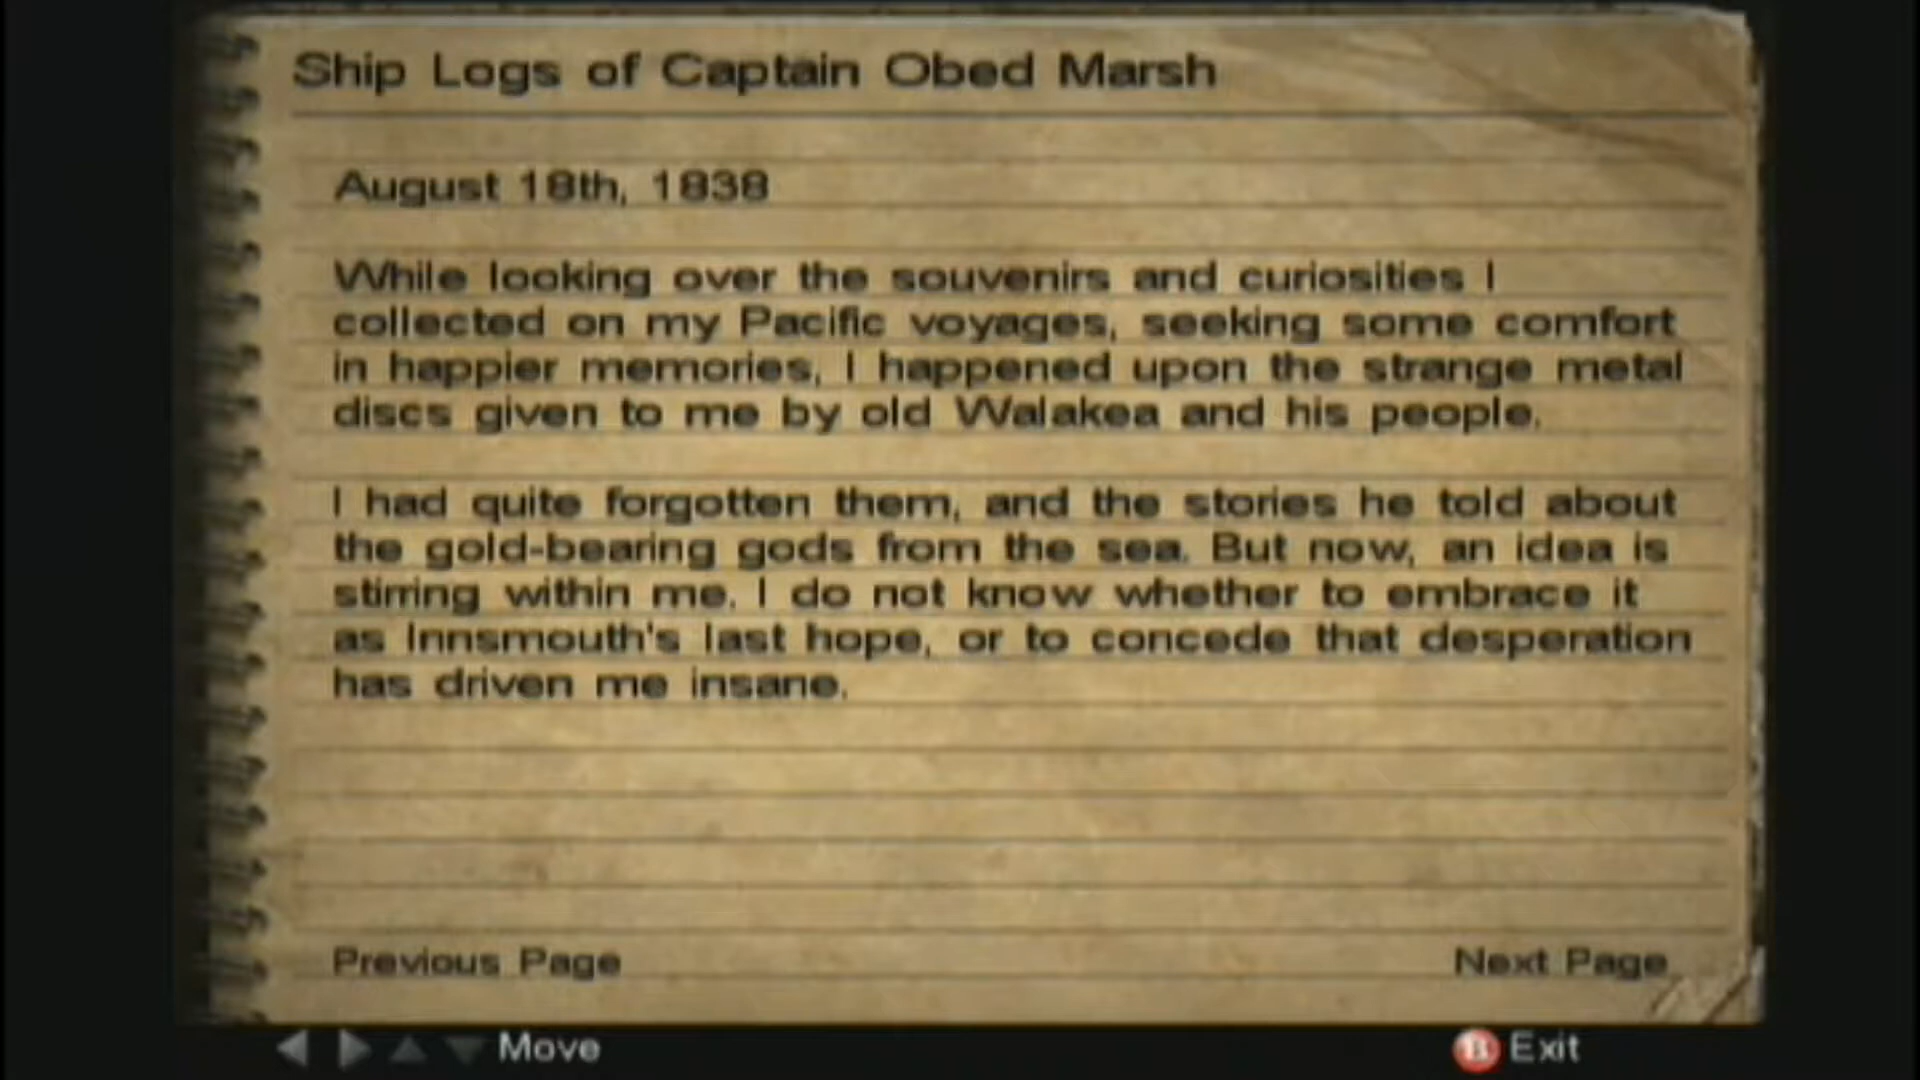 Ship Logs of Captain Obed Marsh
August 18th, 1838
While looking over the souvenirs and curiosities I
collected on my Pacific voyages, seeking some comfort
in happier memories, I happened upon the strange metal
discs given to me by old Walakea and his people.
I had quite forgotten them, and the stories he told about
the gold-bearing gods from the sea. But now, an idea is
stirring within me. I do not know whether to embrace it
as Innsmouth's last hope, or to concede that desperation
has driven me insane.
Previous Page
Next Page
Move
B Exit